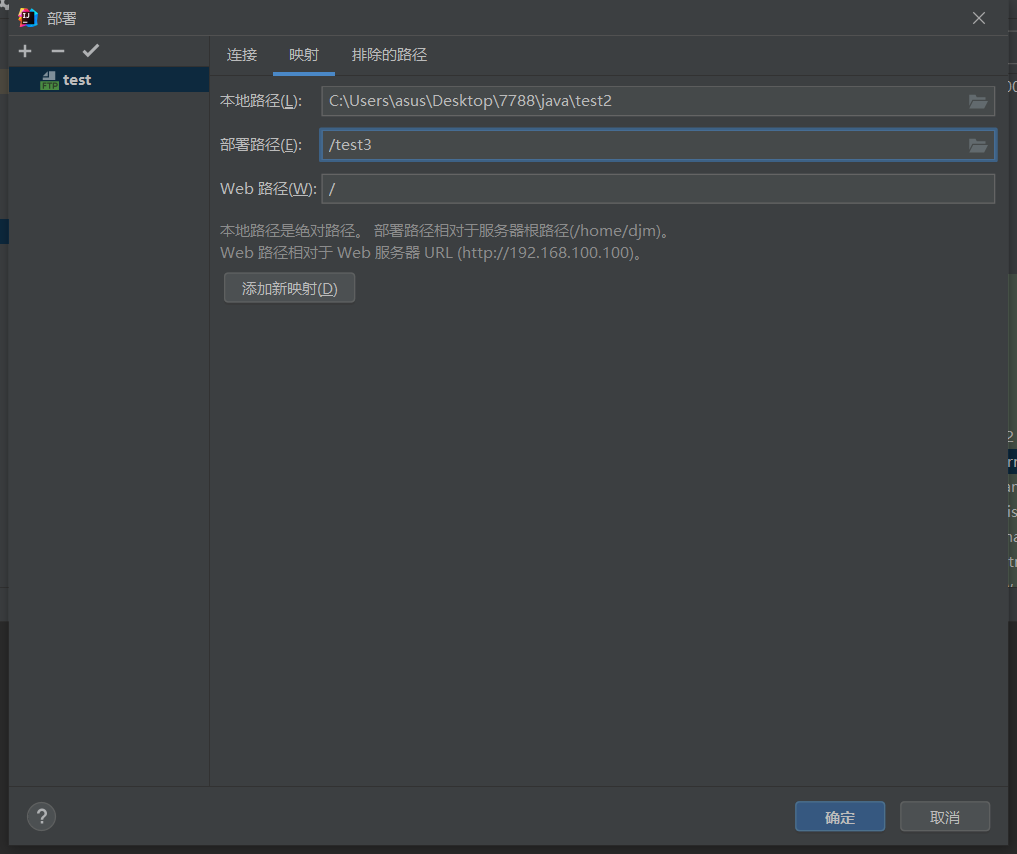 部署
连接 映射 排除的路径
test
本地路径(L): C:\Users\asus\Desktop\7788\java\test2
部署路径(E): /test3
Web 路径(W): /
本地路径是绝对路径。 部署路径相对于服务器根路径(/home/djm)。
Web 路径相对于 Web 服务器 URL (http://192.168.100.100)。
添加新映射(D)
? 确定 取消